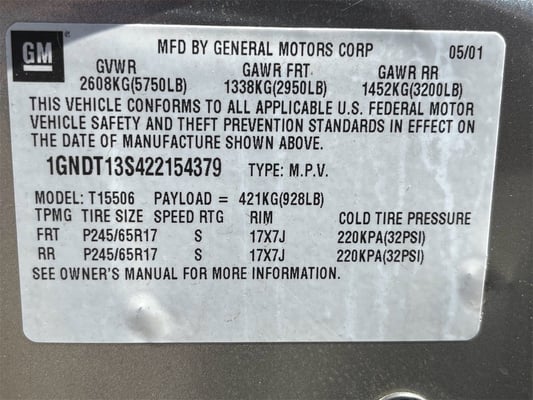 GM MFD BY GENERAL MOTORS CORP 05/01
GVWR GAWR FRT GAWR RR
2608KG(5750LB) 1338KG(2950LB) 1452KG(3200LB)
THIS VEHICLE CONFORMS TO ALL APPLICABLE U.S. FEDERAL MOTOR
VEHICLE SAFETY AND THEFT PREVENTION STANDARDS IN EFFECT ON
THE DATE OF MANUFACTURE SHOWN ABOVE.
1GNDT13S422154379 TYPE: M.P.V.
MODEL: T15506 PAYLOAD = 421KG(928LB)
TPMG TIRE SIZE SPEED RTG RIM COLD TIRE PRESSURE
FRT P245/65R17 S 17X7J 220KPA(32PSI)
RR P245/65R17 S 17X7J 220KPA(32PSI)
SEE OWNER'S MANUAL FOR MORE INFORMATION.